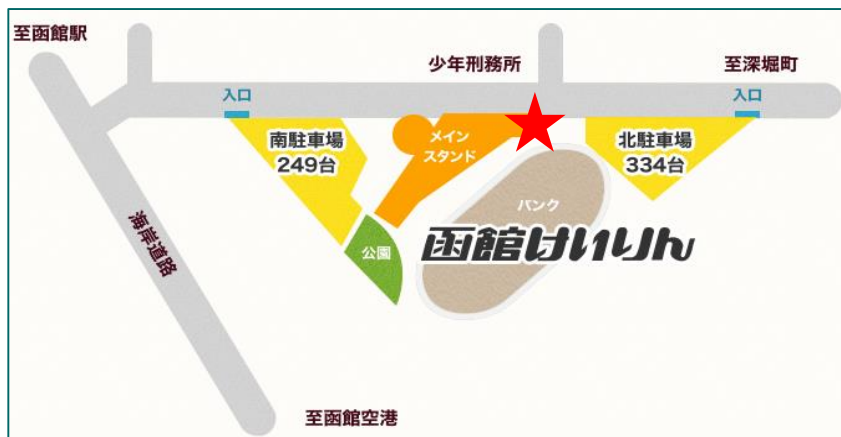 至函館駅
少年刑務所
至深堀町
入口
入口
南駐車場
249台
メイン
スタンド
北駐車場
334台
バンク
函館けいりん
公園
海岸道路
至函館空港